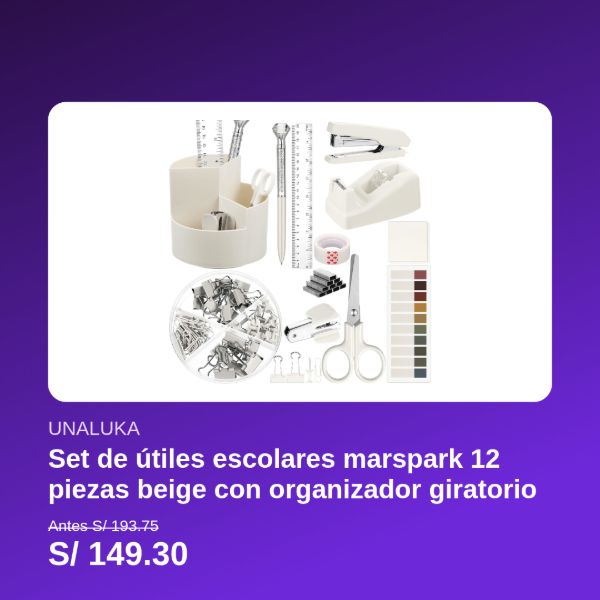 UNALUKA
Set de útiles escolares marspark 12
piezas beige con organizador giratorio
Antes S/ 193.75
S/ 149.30